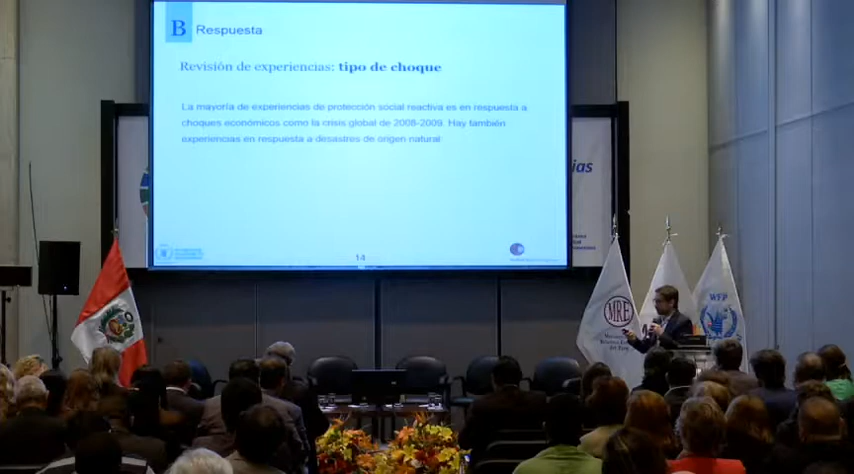 B Respuesta
Revisión de experiencias: tipo de choque
La mayoría de experiencias de protección social reactiva es en respuesta a
choques económicos como la crisis global de 2008-2009. Hay también
experiencias en respuesta a desastres de origen natural
14
ias
MRE
WFP